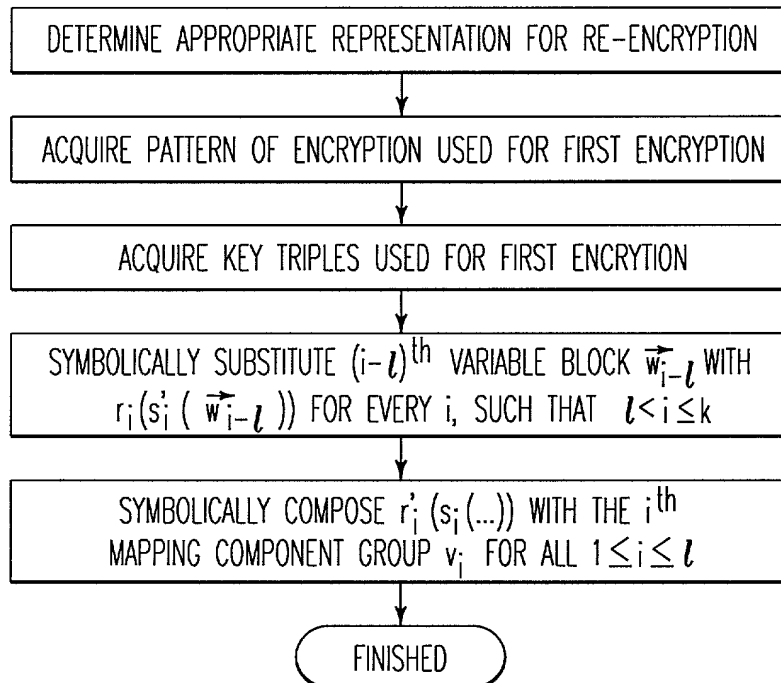 DETERMINE APPROPRIATE REPRESENTATION FOR RE-ENCRYPTION
ACQUIRE PATTERN OF ENCRYPTION USED FOR FIRST ENCRYPTION
ACQUIRE KEY TRIPLES USED FOR FIRST ENCRYTION
SYMBOLICALLY SUBSTITUTE (i-l)th VARIABLE BLOCK w⃗i-l WITH
ri(s'i( w⃗i-l )) FOR EVERY i, SUCH THAT l<i≤k
SYMBOLICALLY COMPOSE r'i(si(...)) WITH THE ith
MAPPING COMPONENT GROUP vi FOR ALL 1≤i≤l
FINISHED